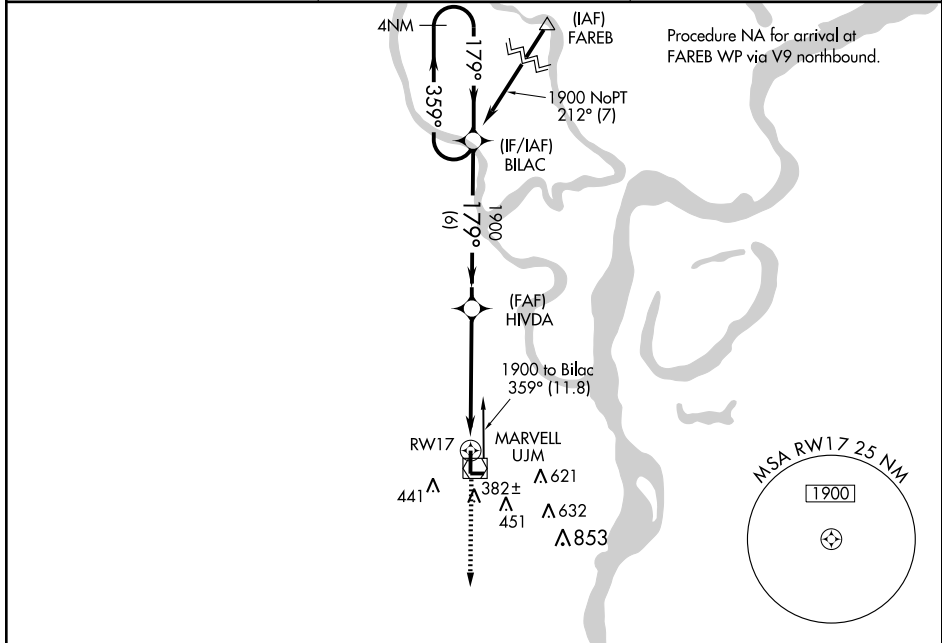 4NM
179°
359°
(IAF)
FAREB
Procedure NA for arrival at
FAREB WP via V9 northbound.
1900 NoPT
212° (7)
(IF/IAF)
BILAC
1900
179°
(6)
(FAF)
HIVDA
1900 to Bilac
359° (11.8)
RW17
MARVELL
UJM
621
441
382±
451
632
853
MSA RW17 25 NM
1900